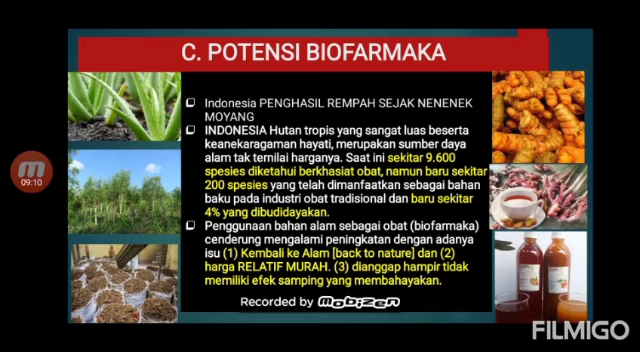 C. POTENSI BIOFARMAKA
Indonesia PENGHASIL REMPAH SEJAK NENENEK
MOYANG
INDONESIA Hutan tropis yang sangat luas beserta
keanekaragaman hayati, merupakan sumber daya
alam tak ternilai harganya. Saat ini sekitar 9.600
spesies diketahui berkhasiat obat, namun baru sekitar
200 spesies yang telah dimanfaatkan sebagai bahan
baku pada industri obat tradisional dan baru sekitar
4% yang dibudidayakan.
Penggunaan bahan alam sebagai obat (biofarmaka)
cenderung mengalami peningkatan dengan adanya
isu (1) Kembali ke Alam [back to nature] dan (2)
harga RELATIF MURAH. (3) dianggap hampir tidak
memiliki efek samping yang membahayakan.
09:10
Recorded by mobizen
FILMIGO